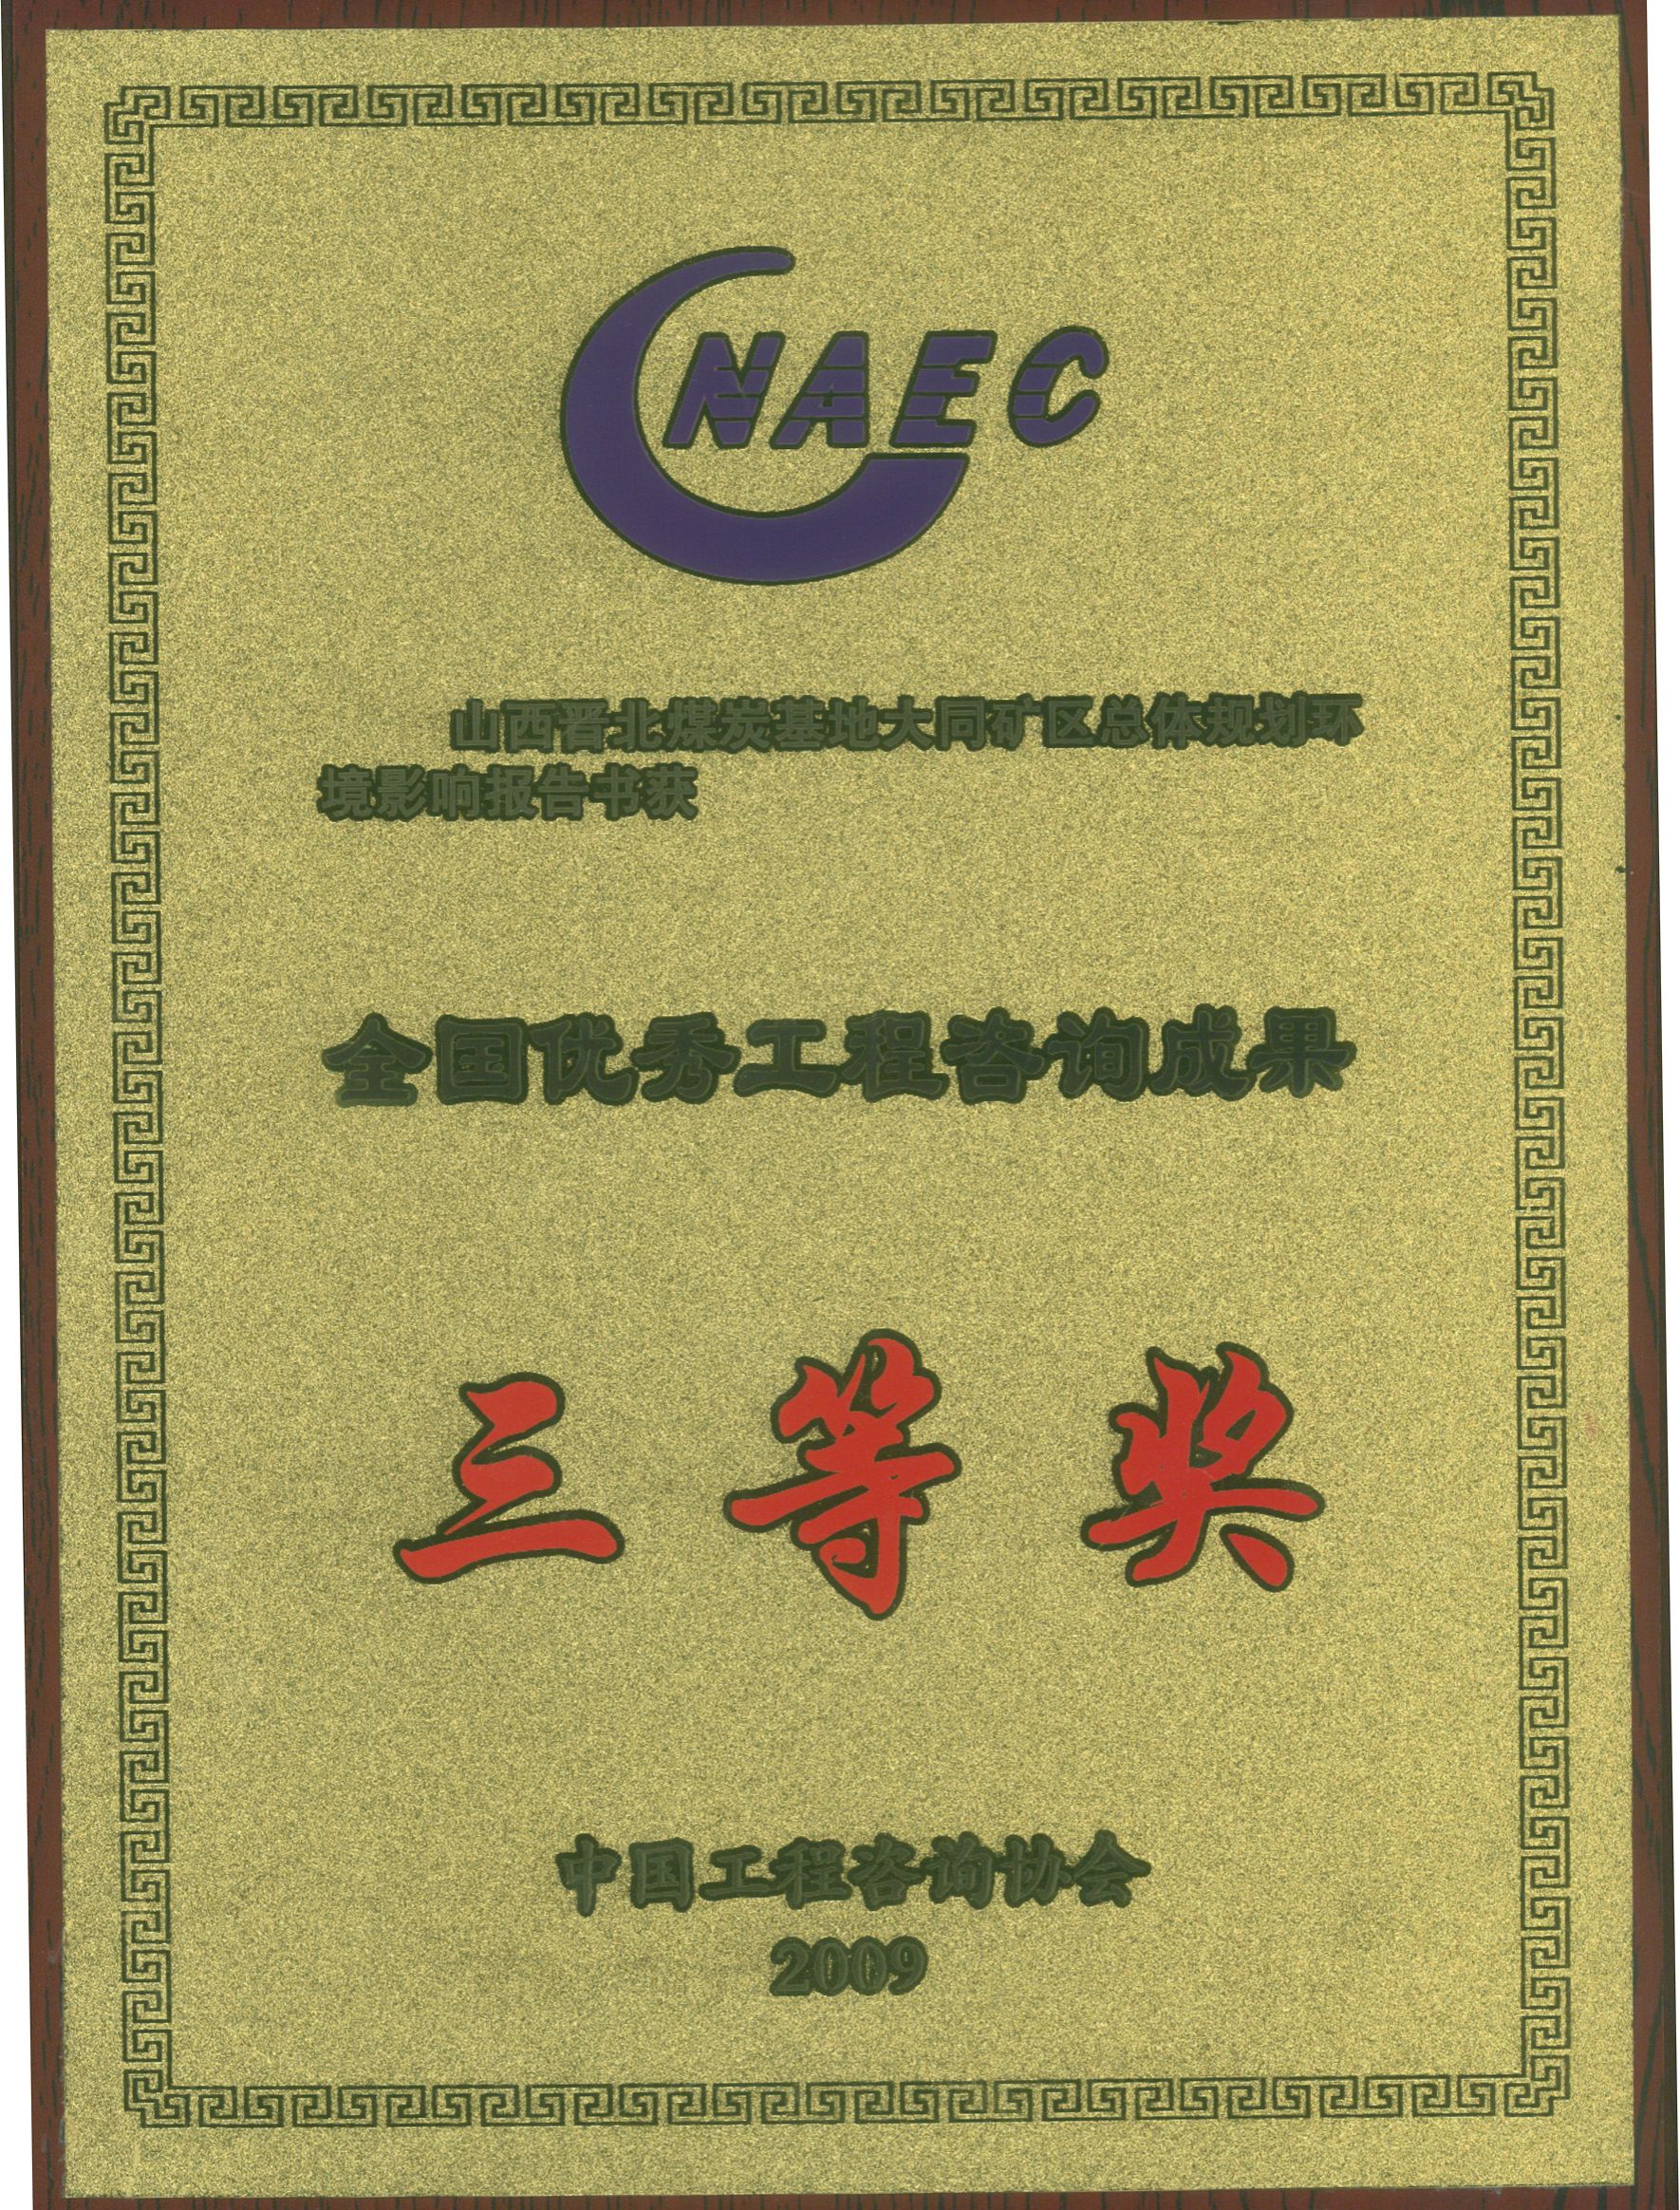 CNAEC
山西晋北煤炭基地大同矿区总体规划环
境影响报告书获
全国优秀工程咨询成果
三等奖
中国工程咨询协会
2009